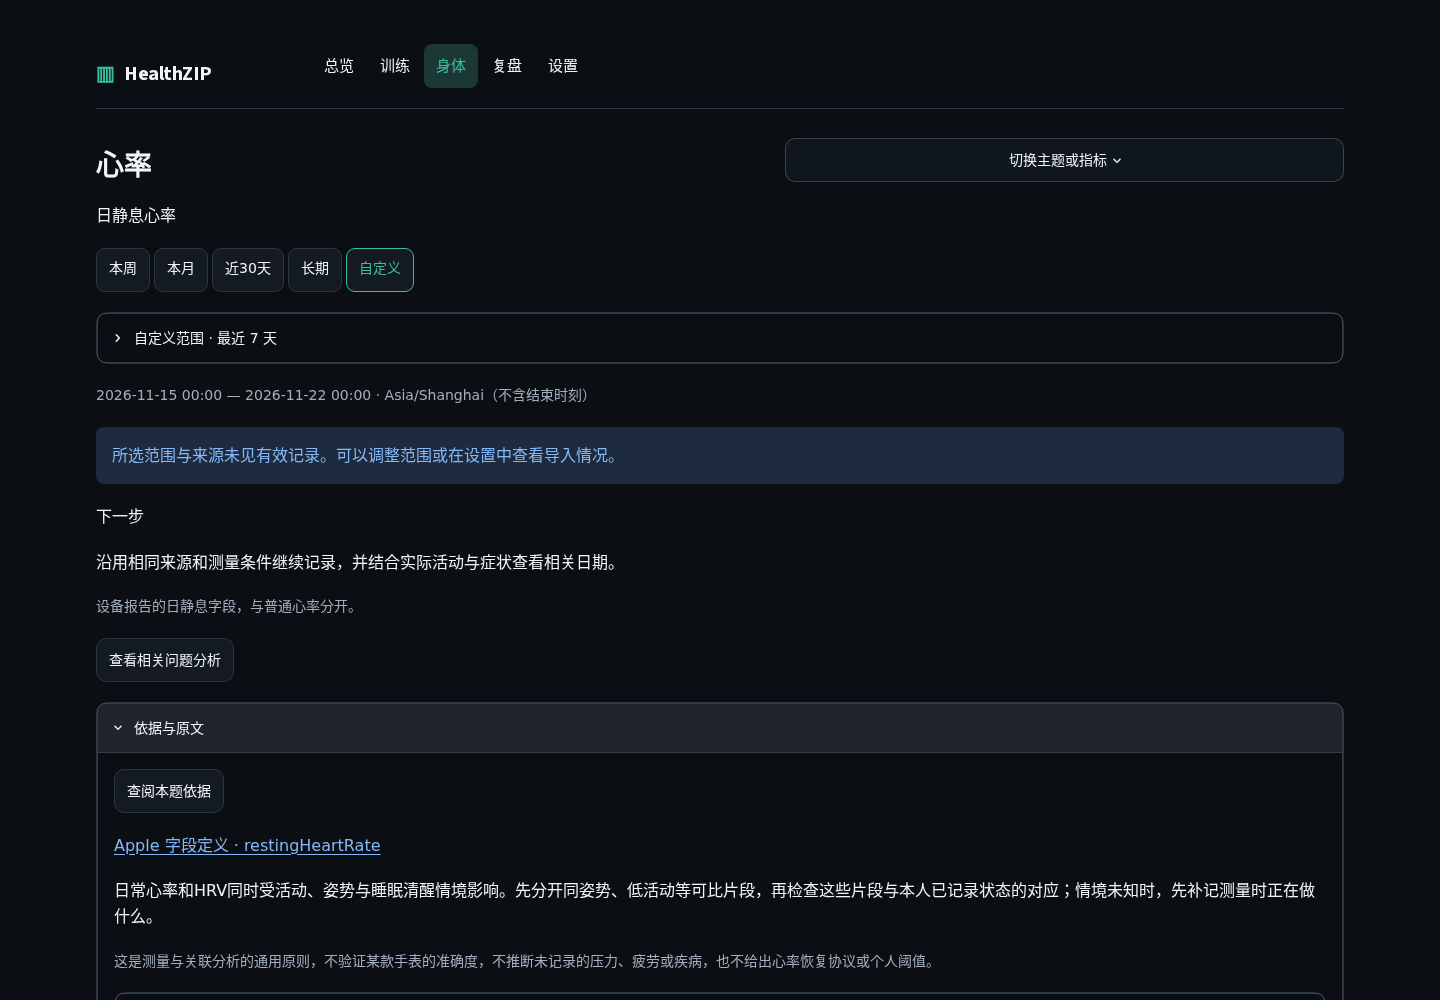 HealthZIP
总览 训练 身体 复盘 设置
心率
切换主题或指标
日静息心率
本周 本月 近30天 长期 自定义
自定义范围 · 最近 7 天
2026-11-15 00:00 — 2026-11-22 00:00 · Asia/Shanghai（不含结束时刻）
所选范围与来源未见有效记录。可以调整范围或在设置中查看导入情况。
下一步
沿用相同来源和测量条件继续记录，并结合实际活动与症状查看相关日期。
设备报告的日静息字段，与普通心率分开。
查看相关问题分析
依据与原文
查阅本题依据
Apple 字段定义 · restingHeartRate
日常心率和HRV同时受活动、姿势与睡眠清醒情境影响。先分开同姿势、低活动等可比片段，再检查这些片段与本人已记录状态的对应；情境未知时，先补记测量时正在做
什么。
这是测量与关联分析的通用原则，不验证某款手表的准确度，不推断未记录的压力、疲劳或疾病，也不给出心率恢复协议或个人阈值。